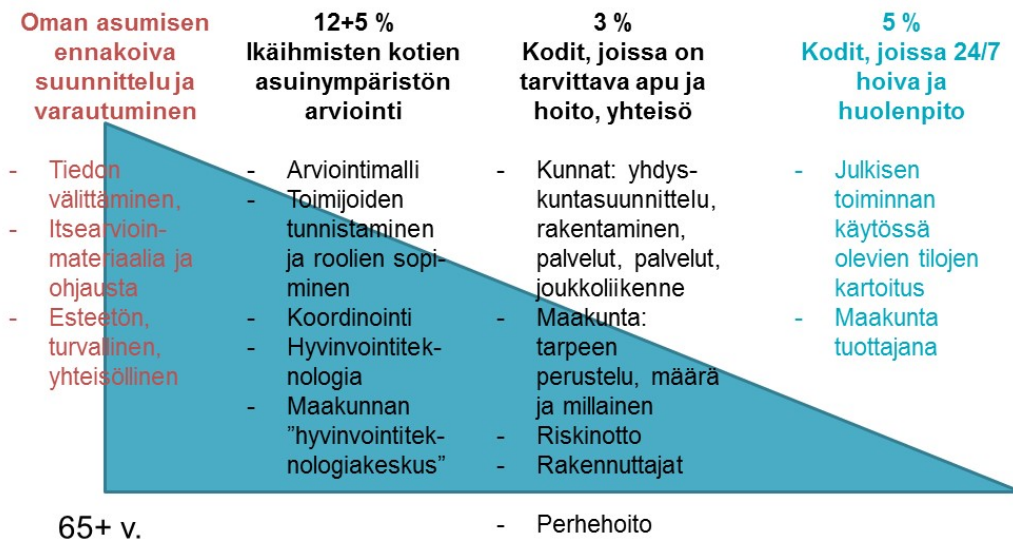 Oman asumisen
ennakoiva
suunnittelu ja
varautuminen
- Tiedon
välittäminen,
- Itsearvioin-
materiaalia ja
ohjausta
- Esteetön,
turvallinen,
yhteisöllinen
65+ v.
12+5 %
Ikäihmisten kotien
asuinympäristön
arviointi
- Arviointimalli
- Toimijoiden
tunnistaminen
ja roolien sopi-
minen
- Koordinointi
- Hyvinvointitek-
nologia
- Maakunnan
”hyvinvointitek-
nologiakeskus”
3 %
Kodit, joissa on
tarvittava apu ja
hoito, yhteisö
- Kunnat: yhdys-
kuntasuunnittelu,
rakentaminen,
palvelut, palvelut,
joukkoliikenne
- Maakunta:
tarpeen
perustelu, määrä
ja millainen
- Riskinotto
- Rakennuttajat
- Perhehoito
5 %
Kodit, joissa 24/7
hoiva ja
huolenpito
- Julkisen
toiminnan
käytössä
olevien tilojen
kartoitus
- Maakunta
tuottajana